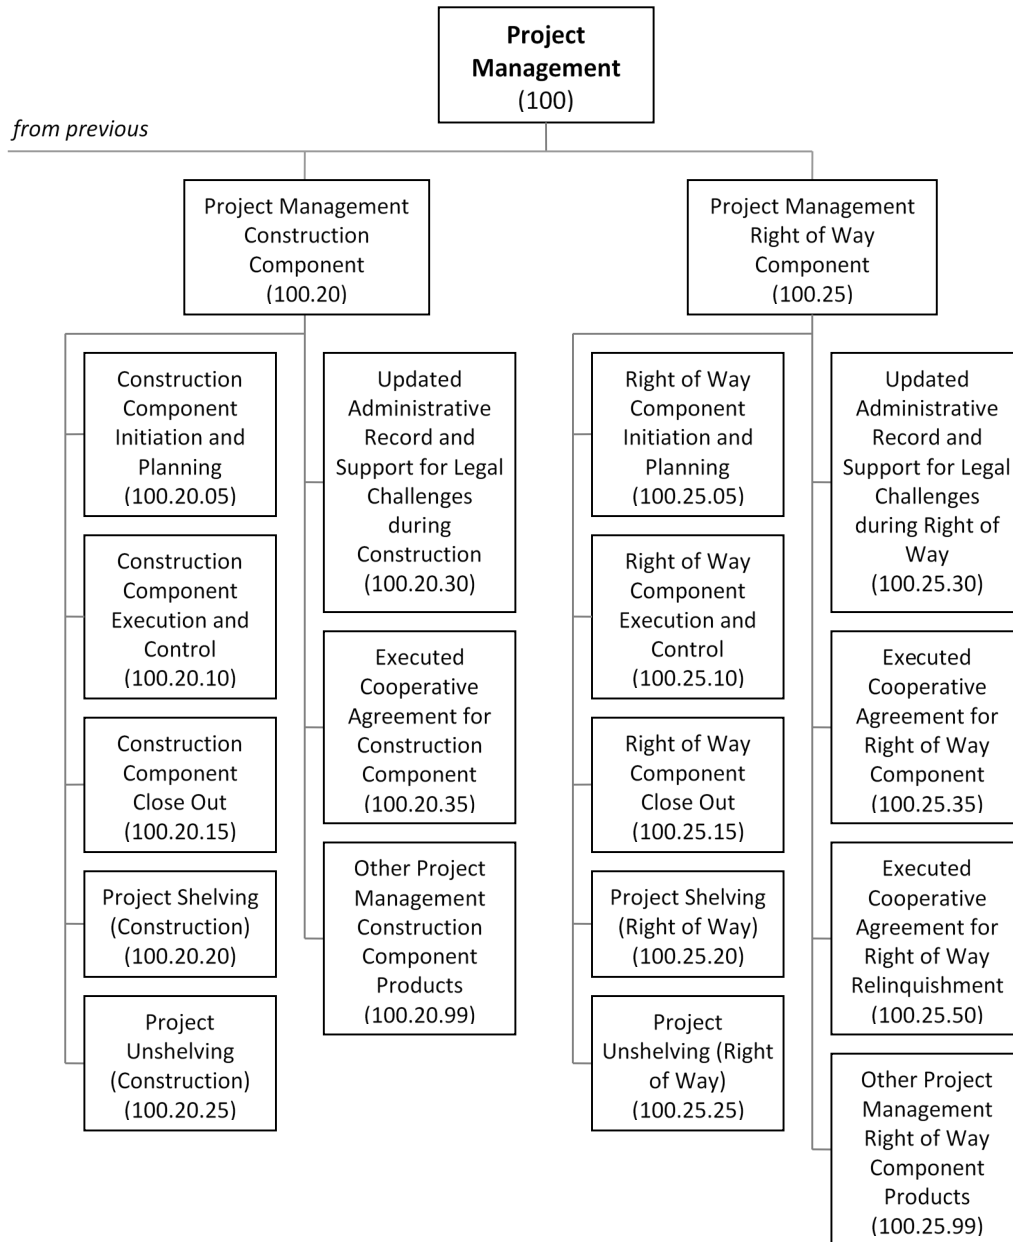 Project
Management
(100)
from previous
Project Management
Construction
Component
(100.20)
Project Management
Right of Way
Component
(100.25)
Construction
Component
Initiation and
Planning
(100.20.05)
Construction
Component
Execution and
Control
(100.20.10)
Construction
Component
Close Out
(100.20.15)
Project Shelving
(Construction)
(100.20.20)
Project
Unshelving
(Construction)
(100.20.25)
Updated
Administrative
Record and
Support for Legal
Challenges
during
Construction
(100.20.30)
Executed
Cooperative
Agreement for
Construction
Component
(100.20.35)
Other Project
Management
Construction
Component
Products
(100.20.99)
Right of Way
Component
Initiation and
Planning
(100.25.05)
Right of Way
Component
Execution and
Control
(100.25.10)
Right of Way
Component
Close Out
(100.25.15)
Project Shelving
(Right of Way)
(100.25.20)
Project
Unshelving (Right
of Way)
(100.25.25)
Updated
Administrative
Record and
Support for Legal
Challenges
during Right of
Way
(100.25.30)
Executed
Cooperative
Agreement for
Right of Way
Component
(100.25.35)
Executed
Cooperative
Agreement for
Right of Way
Relinquishment
(100.25.50)
Other Project
Management
Right of Way
Component
Products
(100.25.99)